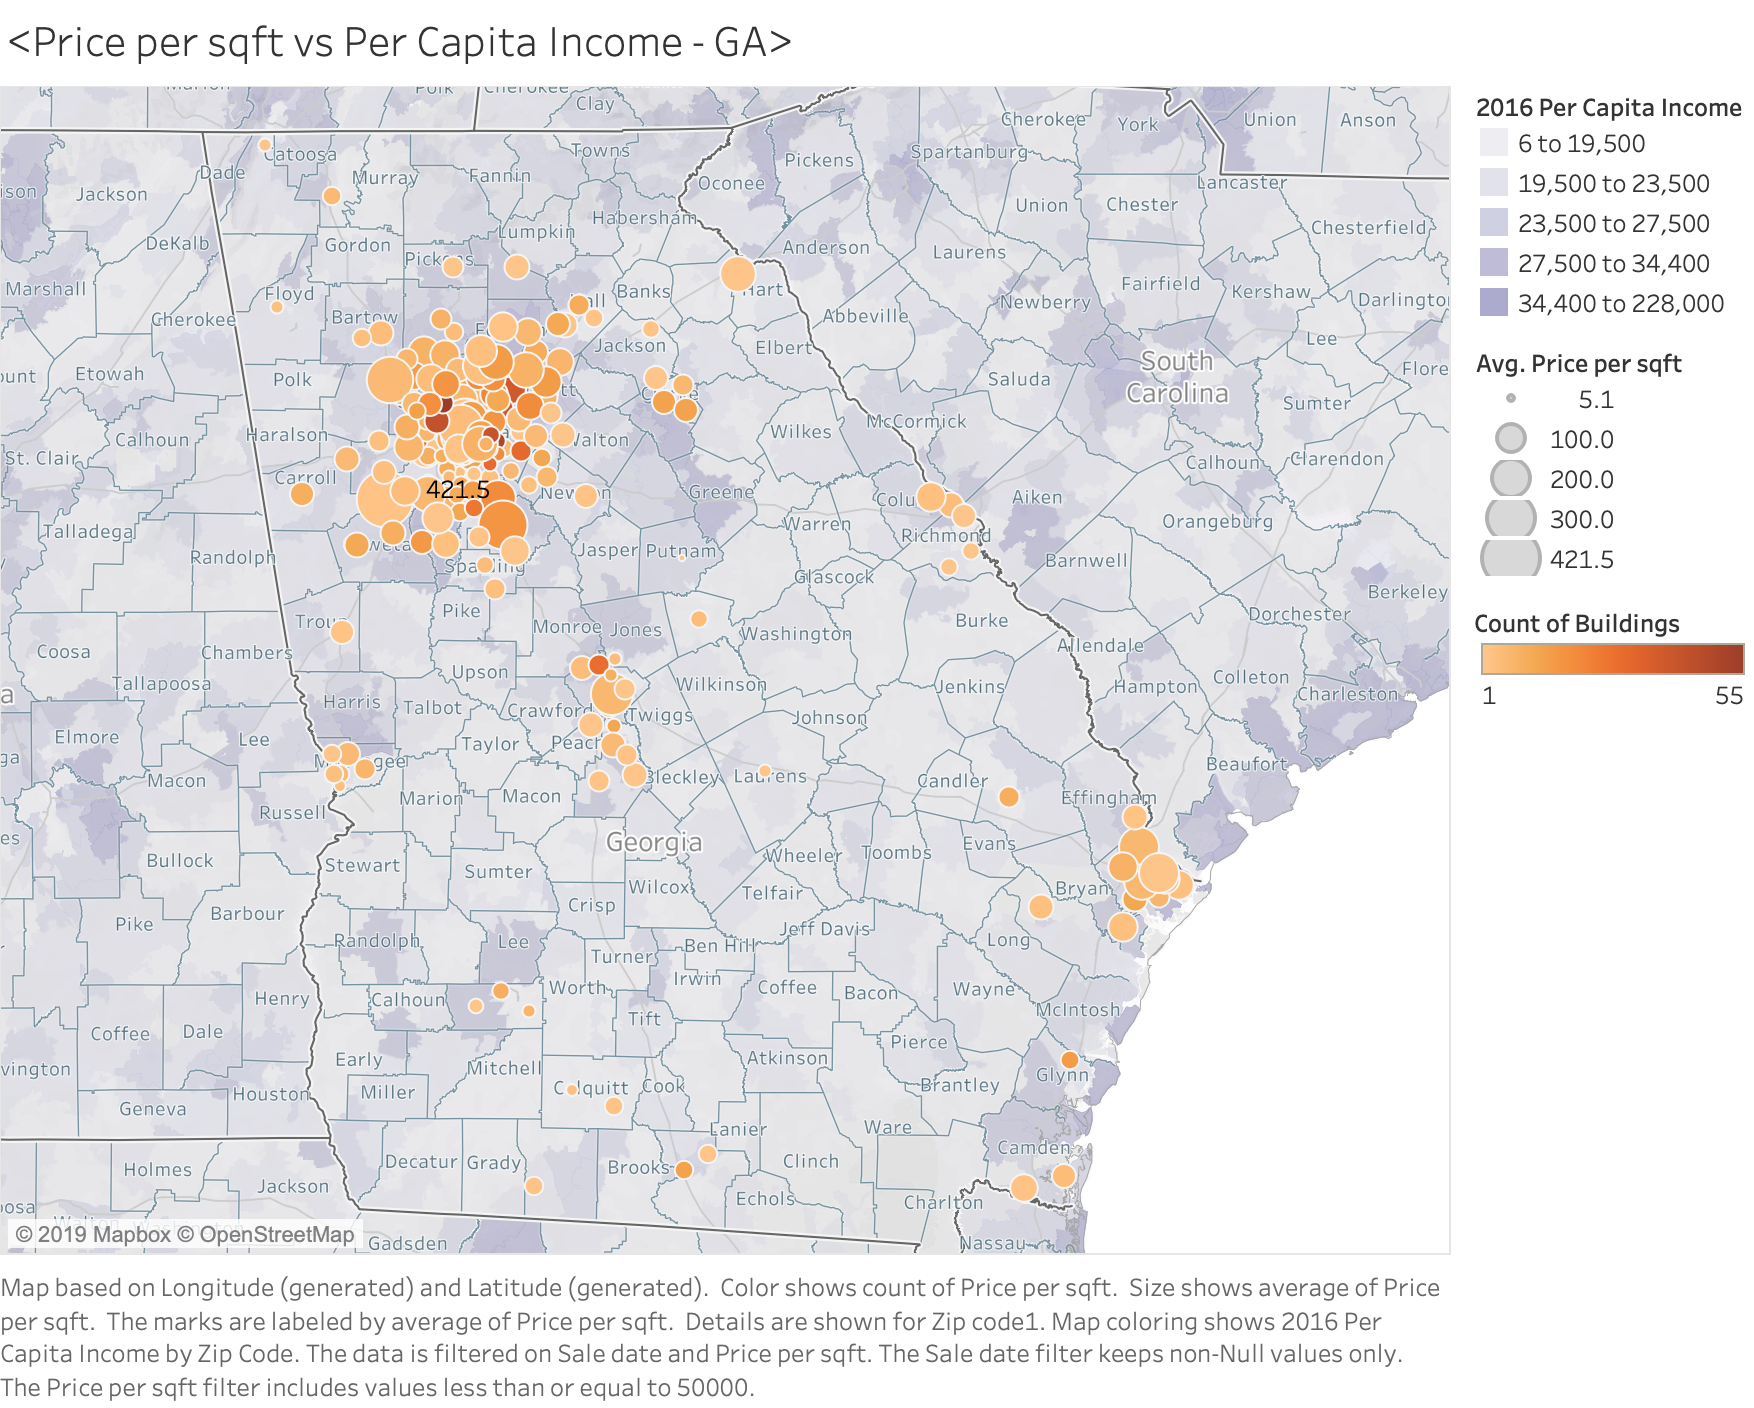 <Price per sqft vs Per Capita Income - GA>
Polk
Cherokee
Clay
Cherokee
York
Union
Anson
Catoosa
Towns
Pickens
Spartanburg
Dade
Murray
Fannin
Oconee
Lancaster
Jackson
Habersham
Union
Chester
Chesterfield
DeKalb
Gordon
Lumpkin
Anderson
Laurens
Pickens
Marshall
Floyd
Banks
Hart
Newberry
Fairfield
Kershaw
Cherokee
Bartow
Abbeville
Lee
Jackson
Elbert
Etowah
Polk
South
Carolina
Saluda
Sumter
McCormick
Calhoun
Haralson
Walton
Wilkes
St. Clair
Carroll
Calhoun
Clarendon
421.5
Newton
Greene
Aiken
Talladega
Warren
Orangeburg
Richmond
Randolph
Jasper
Putnam
Barnwell
Spalding
Glascock
Berkeley
Pike
Troup
Burke
Dorchester
Monroe
Jones
Washington
Coosa
Chambers
Allendale
Upson
Tallapoosa
Wilkinson
Jenkins
Hampton
Colleton
Charleston
Harris
Talbot
Crawford
Twiggs
Johnson
Elmore
Lee
Taylor
Peach
Macon
Bleckley
Laurens
Candler
Beaufort
Russell
Marion
Macon
Effingham
Georgia
Bullock
Stewart
Sumter
Wheeler
Toombs
Evans
Wilcox
Telfair
Bryan
Pike
Barbour
Crisp
Jeff Davis
Randolph
Lee
Turner
Ben Hill
Long
Henry
Calhoun
Worth
Irwin
Coffee
Bacon
Wayne
McIntosh
Coffee
Dale
Tift
Early
Mitchell
Atkinson
Pierce
Glynn
Geneva
Houston
Miller
Colquitt
Cook
Brantley
Lanier
Ware
Camden
Holmes
Jackson
Decatur
Grady
Brooks
Clinch
Echols
Charlton
© 2019 Mapbox © OpenStreetMap
Gadsden
Nassau
2016 Per Capita Income
6 to 19,500
19,500 to 23,500
23,500 to 27,500
27,500 to 34,400
34,400 to 228,000
Avg. Price per sqft
5.1
100.0
200.0
300.0
421.5
Count of Buildings
1
55
Map based on Longitude (generated) and Latitude (generated).  Color shows count of Price per sqft.  Size shows average of Price
per sqft.  The marks are labeled by average of Price per sqft.  Details are shown for Zip code1. Map coloring shows 2016 Per
Capita Income by Zip Code. The data is filtered on Sale date and Price per sqft. The Sale date filter keeps non-Null values only.
The Price per sqft filter includes values less than or equal to 50000.